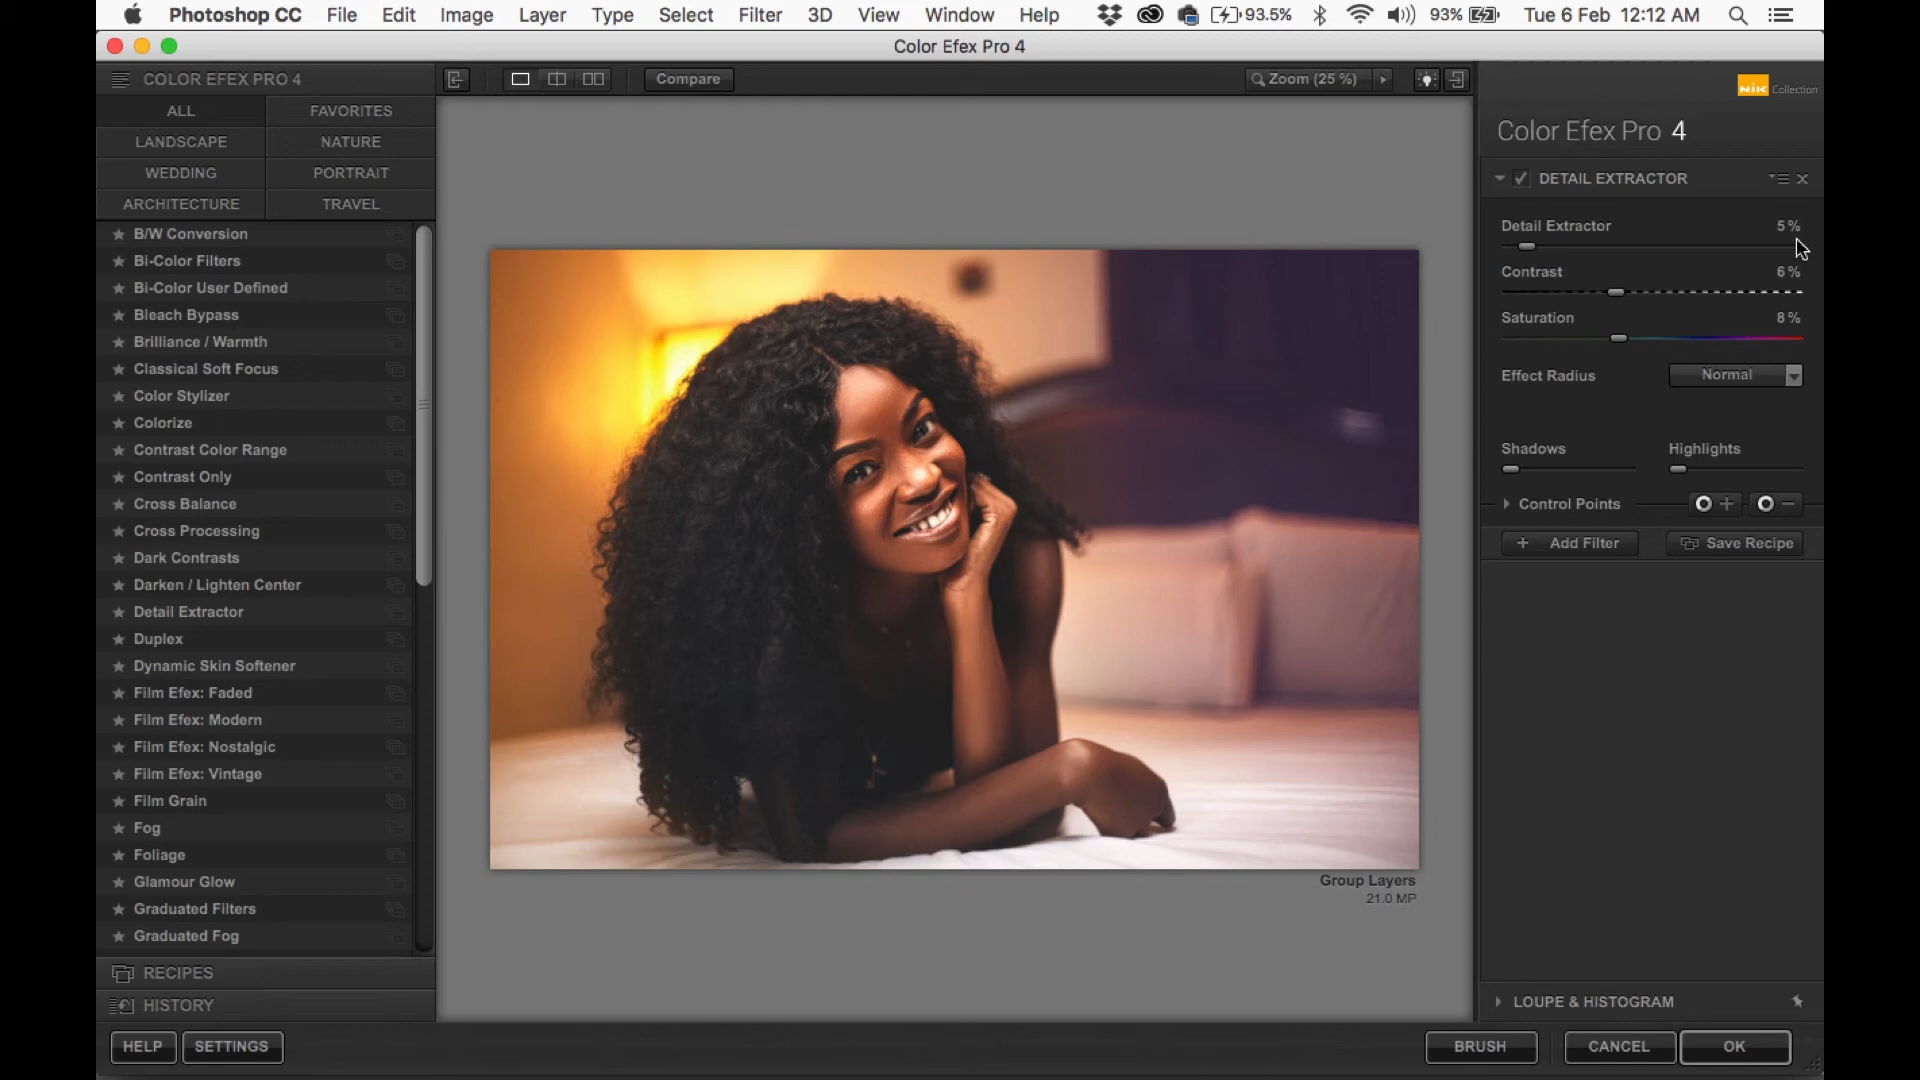 Photoshop CC File Edit Image Layer Type Select Filter 3D View Window Help 93.5% 93% Tue 6 Feb 12:12 AM
Color Efex Pro 4
COLOR EFEX PRO 4
Compare
Zoom (25 %)
ALL FAVORITES
LANDSCAPE NATURE
WEDDING PORTRAIT
ARCHITECTURE TRAVEL
B/W Conversion
Bi-Color Filters
Bi-Color User Defined
Bleach Bypass
Brilliance / Warmth
Classical Soft Focus
Color Stylizer
Colorize
Contrast Color Range
Contrast Only
Cross Balance
Cross Processing
Dark Contrasts
Darken / Lighten Center
Detail Extractor
Duplex
Dynamic Skin Softener
Film Efex: Faded
Film Efex: Modern
Film Efex: Nostalgic
Film Efex: Vintage
Film Grain
Fog
Foliage
Glamour Glow
Graduated Filters
Graduated Fog
RECIPES
HISTORY
HELP SETTINGS
Group Layers
21.0 MP
Nik Collection
Color Efex Pro 4
DETAIL EXTRACTOR
Detail Extractor 5 %
Contrast 6 %
Saturation 8 %
Effect Radius Normal
Shadows Highlights
Control Points
Add Filter Save Recipe
LOUPE & HISTOGRAM
BRUSH CANCEL OK